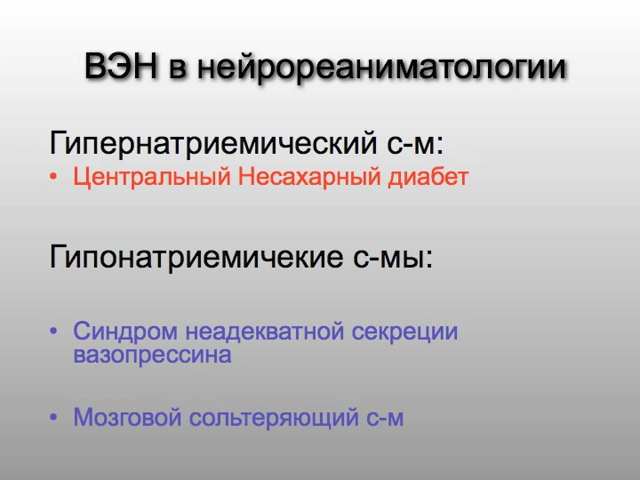 ВЭН в нейрореаниматологии
Гипернатриемический с-м:
• Центральный Несахарный диабет
Гипонатриемичекие с-мы:
• Синдром неадекватной секреции
вазопрессина
• Мозговой сольтеряющий с-м